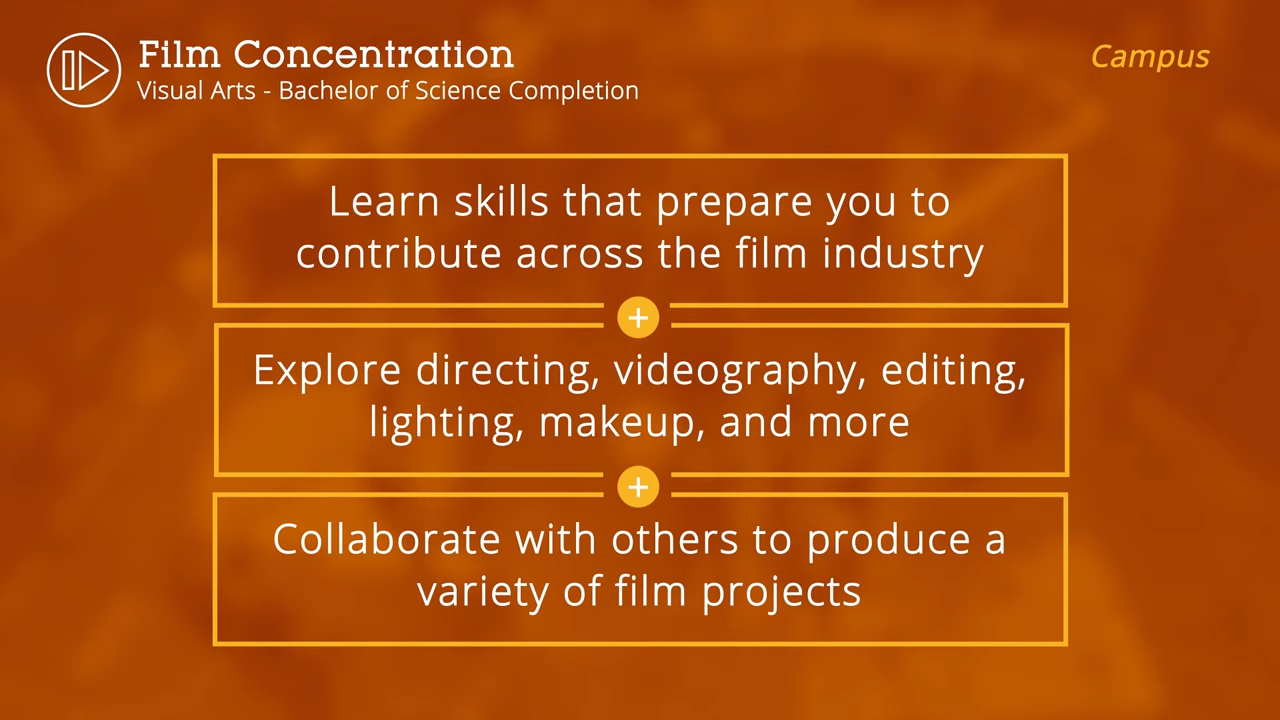 Film Concentration
Visual Arts - Bachelor of Science Completion
Campus
Learn skills that prepare you to
contribute across the film industry
+
Explore directing, videography, editing,
lighting, makeup, and more
+
Collaborate with others to produce a
variety of film projects